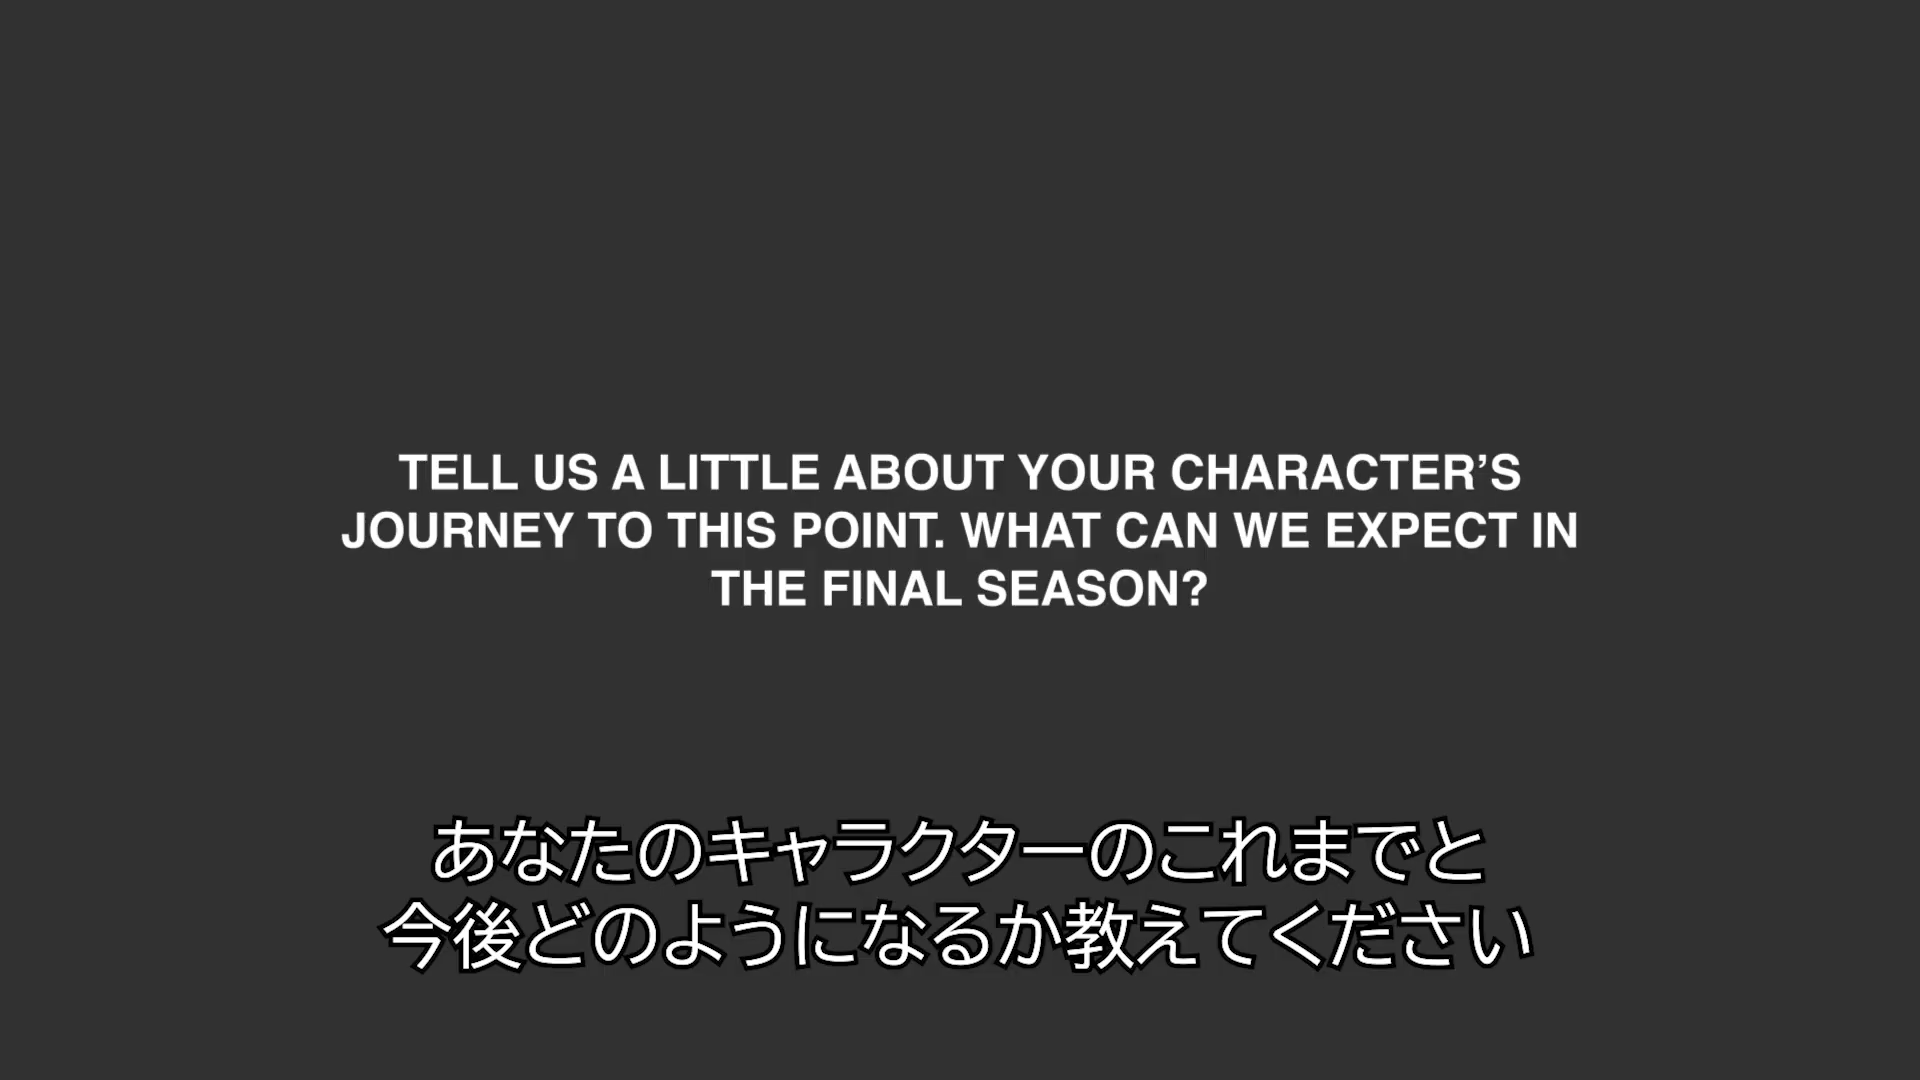 TELL US A LITTLE ABOUT YOUR CHARACTER’S
JOURNEY TO THIS POINT. WHAT CAN WE EXPECT IN
THE FINAL SEASON?
あなたのキャラクターのこれまでと
今後どのようになるか教えてください